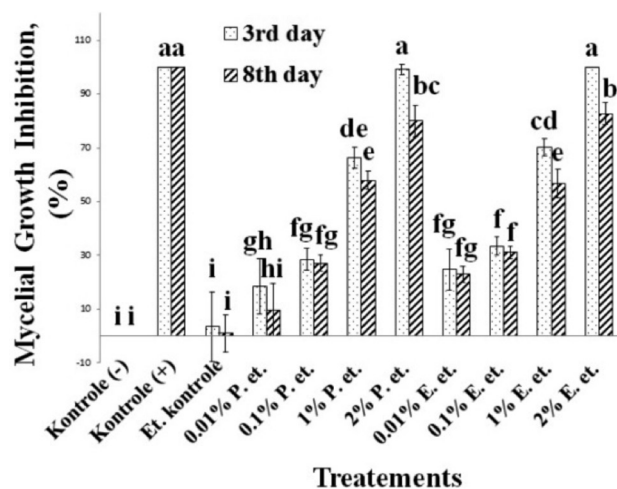 Mycelial Growth Inhibition,
(%)
110
90
70
50
30
10
-10
3rd day
8th day
i i
a a
i i
gh hi
fg fg
de e
a bc
fg fg
f f
cd e
a b
Kontrole (-)
Kontrole (+)
Et. kontrole
0.01% P. et.
0.1% P. et.
1% P. et.
2% P. et.
0.01% E. et.
0.1% E. et.
1% E. et.
2% E. et.
Treatements